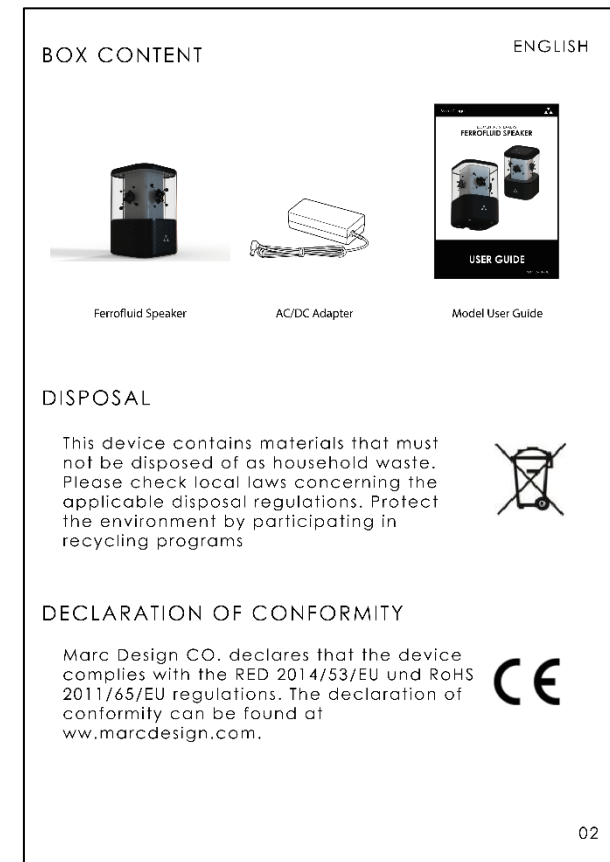 BOX CONTENT
ENGLISH
FERROFLUID SPEAKER
USER GUIDE
Ferrofluid Speaker
AC/DC Adapter
Model User Guide
DISPOSAL
This device contains materials that must
not be disposed of as household waste.
Please check local laws concerning the
applicable disposal regulations. Protect
the environment by participating in
recycling programs
DECLARATION OF CONFORMITY
Marc Design CO. declares that the device
complies with the RED 2014/53/EU und RoHS
2011/65/EU regulations. The declaration of
conformity can be found at
ww.marcdesign.com.
CE
02